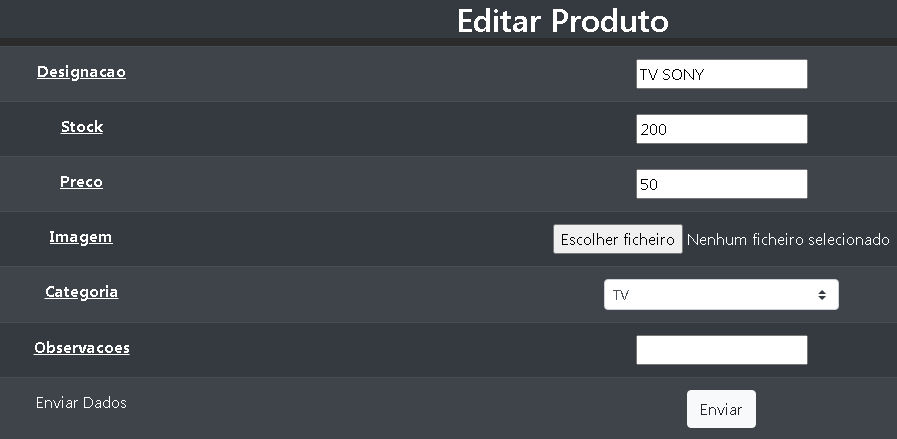 Editar Produto
Designacao TV SONY
Stock 200
Preco 50
Imagem Escolher ficheiro Nenhum ficheiro selecionado
Categoria TV
Observacoes
Enviar Dados Enviar